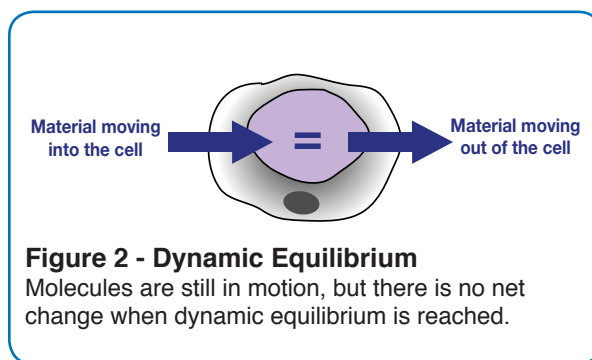 Material moving
into the cell
=
Material moving
out of the cell
Figure 2 - Dynamic Equilibrium
Molecules are still in motion, but there is no net
change when dynamic equilibrium is reached.